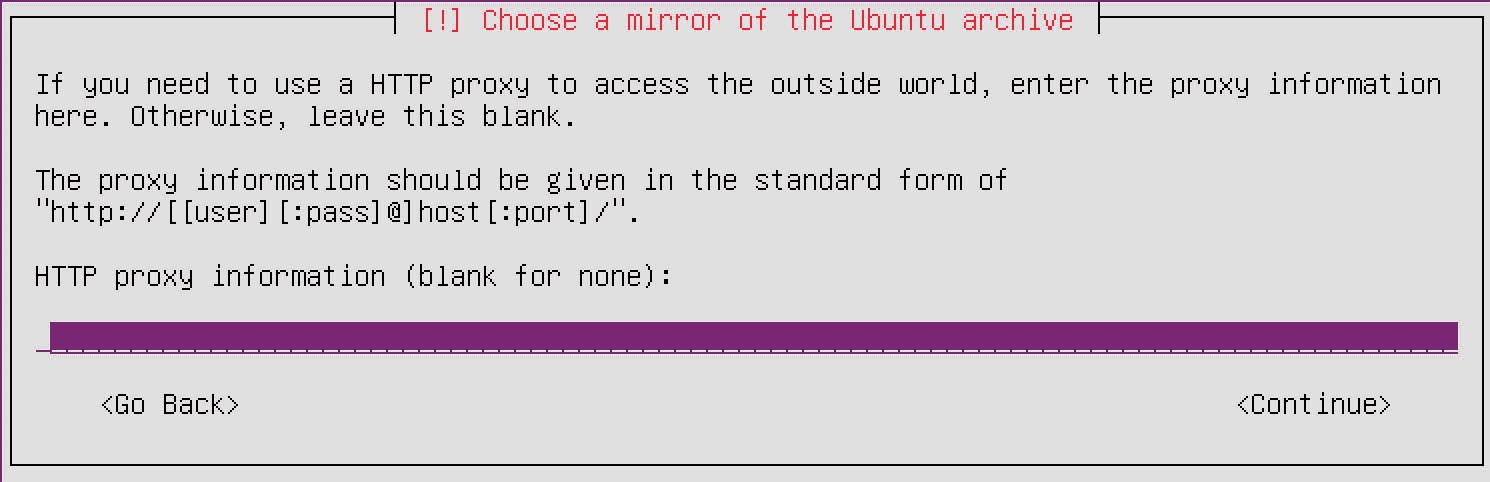 [!] Choose a mirror of the Ubuntu archive
If you need to use a HTTP proxy to access the outside world, enter the proxy information
here. Otherwise, leave this blank.
The proxy information should be given in the standard form of
"http://[[user][:pass]@]host[:port]/".
HTTP proxy information (blank for none):
<Go Back> <Continue>